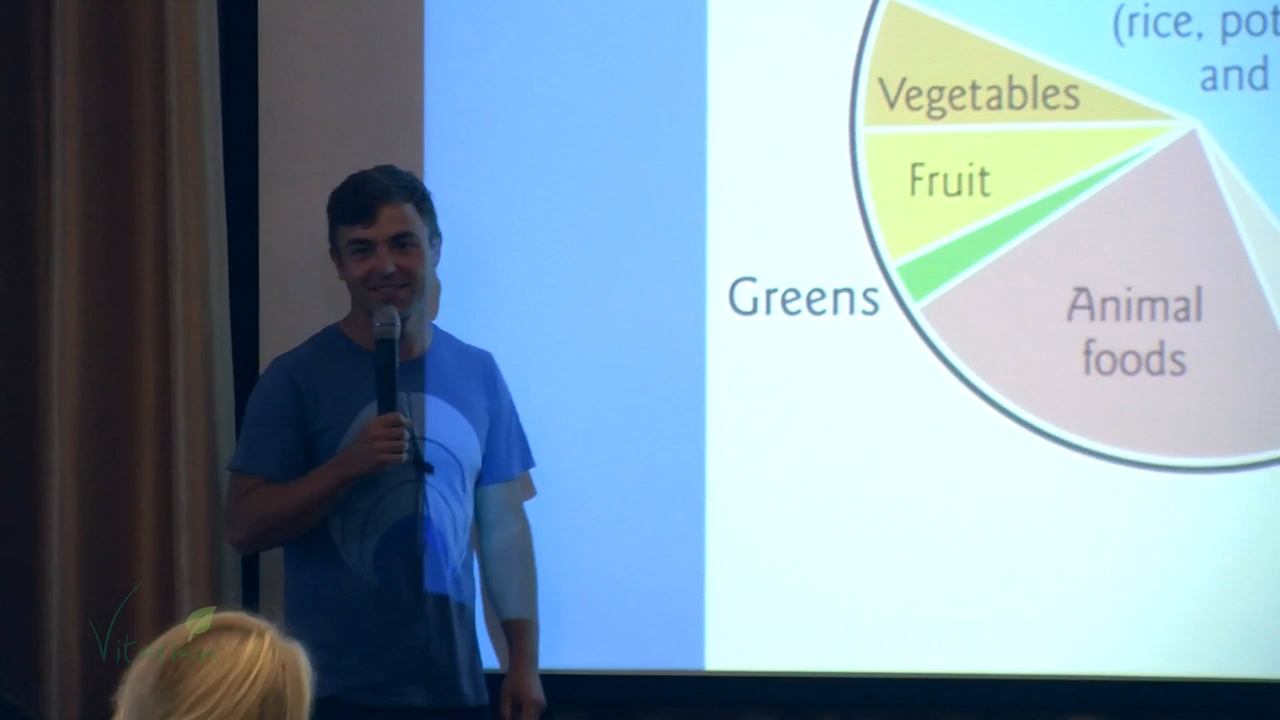 (rice, pot
and
Vegetables
Fruit
Greens
Animal
foods